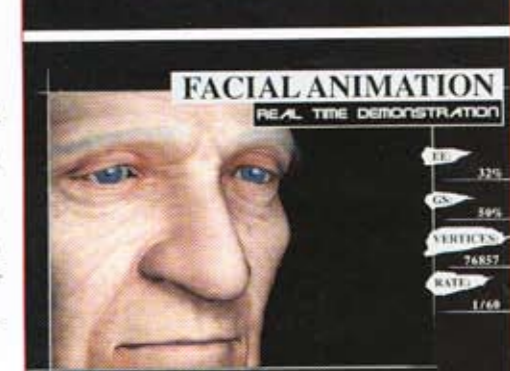 FACIAL ANIMATION
REAL TIME DEMONSTRATION
EE:
32%
GS:
50%
VERTICES:
76857
RATE:
1/60